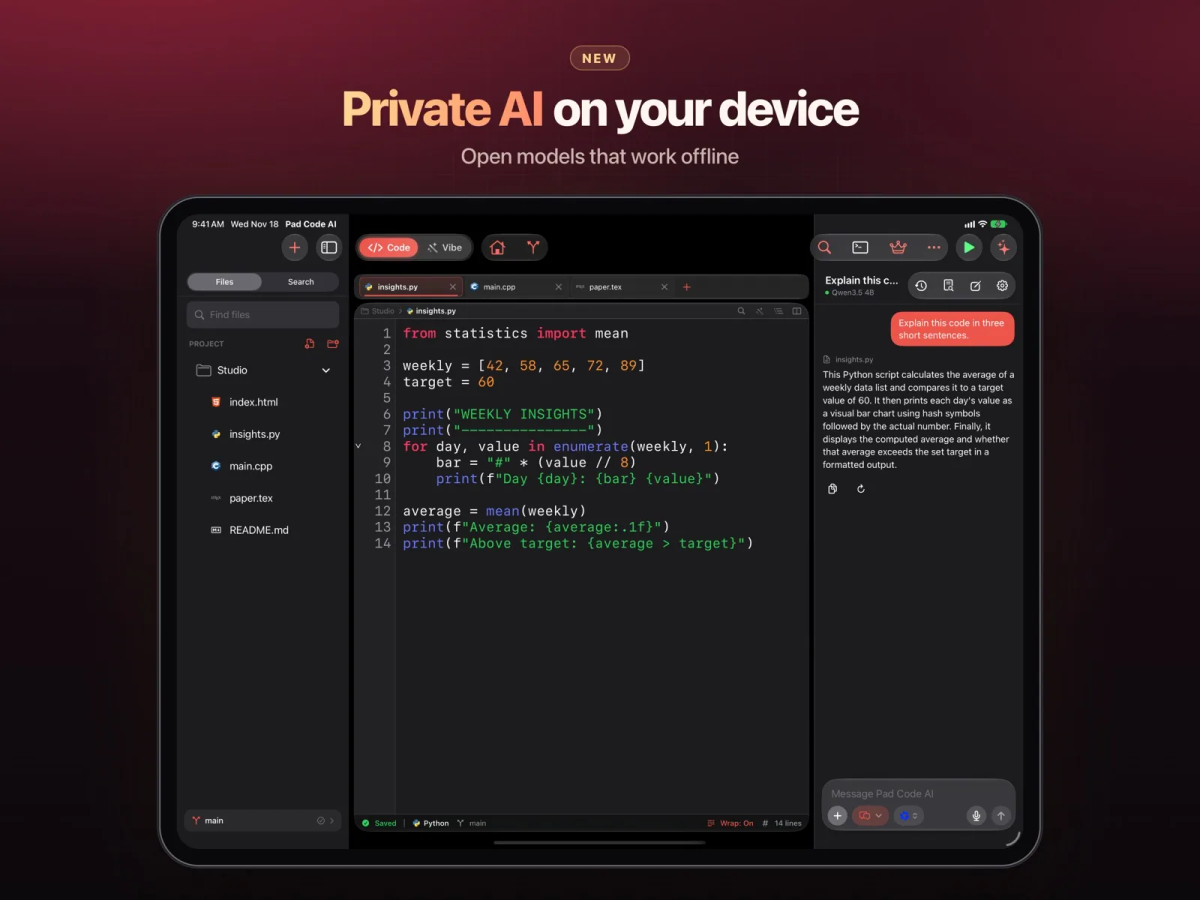 NEW
Private AI on your device
Open models that work offline
9:41 AM Wed Nov 18 Pad Code AI
</> Code Vibe
Files Search
Find files
PROJECT
Studio
index.html
insights.py
main.cpp
paper.tex
README.md
main
insights.py main.cpp paper.tex
Studio > insights.py
1 from statistics import mean
2
3 weekly = [42, 58, 65, 72, 89]
4 target = 60
5
6 print("WEEKLY INSIGHTS")
7 print("———————————————")
8 for day, value in enumerate(weekly, 1):
9     bar = "#" * (value // 8)
10     print(f"Day {day}: {bar} {value}")
11
12 average = mean(weekly)
13 print(f"Average: {average:.1f}")
14 print(f"Above target: {average > target}")
Saved Python main Wrap: On # 14 lines
Explain this c...
Qwen3.5 4B
Explain this code in three
short sentences.
insights.py
This Python script calculates the average of a
weekly data list and compares it to a target
value of 60. It then prints each day's value as
a visual bar chart using hash symbols
followed by the actual number. Finally, it
displays the computed average and whether
that average exceeds the set target in a
formatted output.
Message Pad Code AI